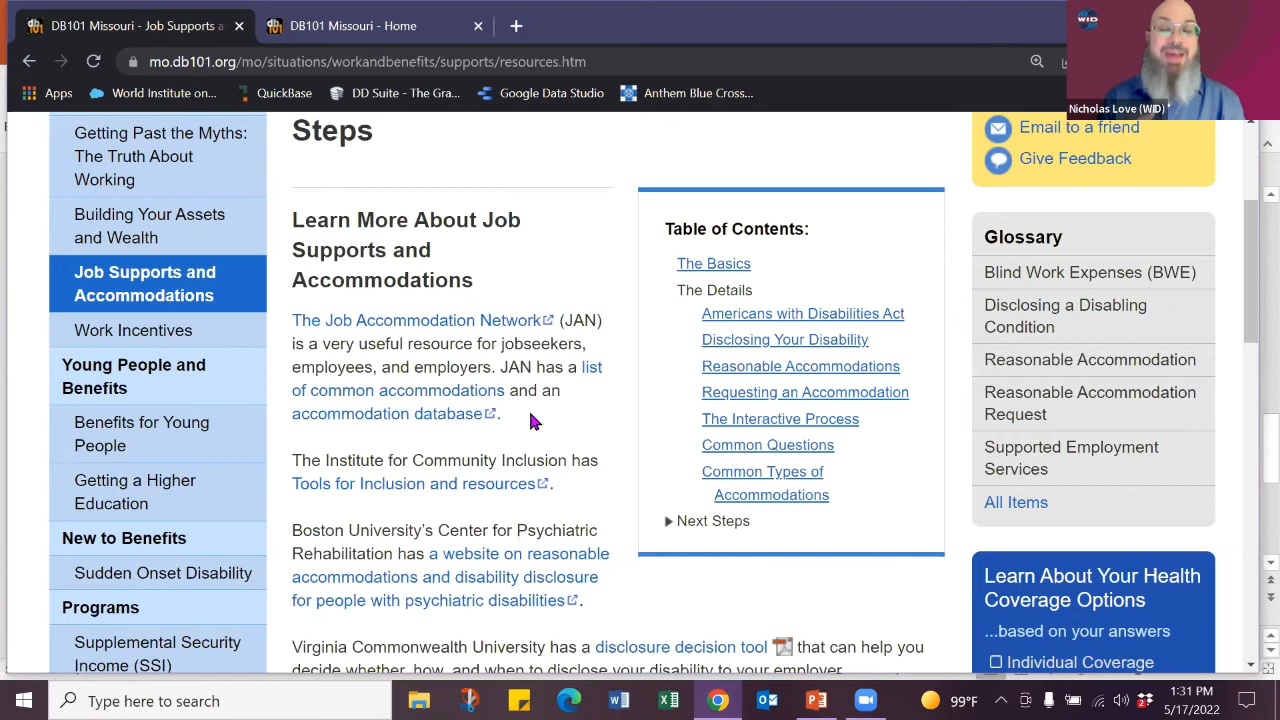 DB101 Missouri - Job Supports a
DB101 Missouri - Home
WID
mo.db101.org/mo/situations/workandbenefits/supports/resources.htm
Apps
World Institute on...
QuickBase
DD Suite - The Gra...
Google Data Studio
Anthem Blue Cross...
Nicholas Love (WID)
Getting Past the Myths:
The Truth About
Working
Building Your Assets
and Wealth
Job Supports and
Accommodations
Work Incentives
Young People and
Benefits
Benefits for Young
People
Getting a Higher
Education
New to Benefits
Sudden Onset Disability
Programs
Supplemental Security
Income (SSI)
Steps
Learn More About Job
Supports and
Accommodations
The Job Accommodation Network (JAN)
is a very useful resource for jobseekers,
employees, and employers. JAN has a list
of common accommodations and an
accommodation database.
The Institute for Community Inclusion has
Tools for Inclusion and resources.
Boston University's Center for Psychiatric
Rehabilitation has a website on reasonable
accommodations and disability disclosure
for people with psychiatric disabilities.
Virginia Commonwealth University has a disclosure decision tool that can help you
decide whether, how, and when to disclose your disability to your employer.
Table of Contents:
The Basics
The Details
Americans with Disabilities Act
Disclosing Your Disability
Reasonable Accommodations
Requesting an Accommodation
The Interactive Process
Common Questions
Common Types of
Accommodations
Next Steps
Email to a friend
Give Feedback
Glossary
Blind Work Expenses (BWE)
Disclosing a Disabling
Condition
Reasonable Accommodation
Reasonable Accommodation
Request
Supported Employment
Services
All Items
Learn About Your Health
Coverage Options
...based on your answers
Individual Coverage
Type here to search
99°F
1:31 PM
5/17/2022